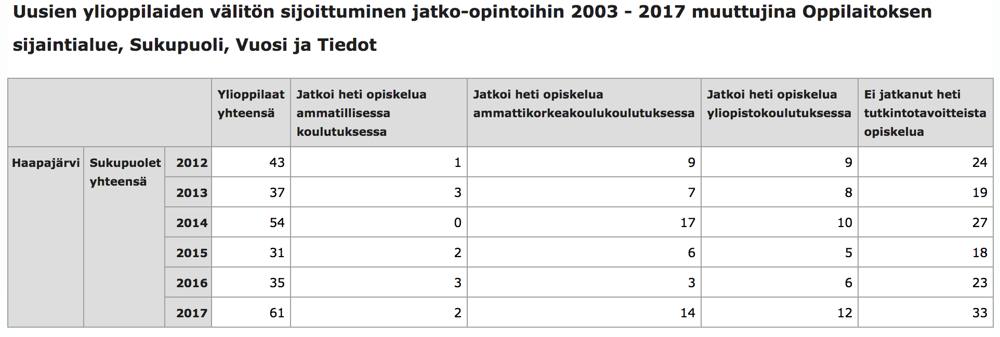 Uusien ylioppilaiden välitön sijoittuminen jatko-opintoihin 2003 - 2017 muuttujina Oppilaitoksen
sijaintialue, Sukupuoli, Vuosi ja Tiedot
Ylioppilaat yhteensä Jatkoi heti opiskelua ammatillisessa koulutuksessa Jatkoi heti opiskelua ammattikorkeakoulukoulutuksessa Jatkoi heti opiskelua yliopistokoulutuksessa Ei jatkanut heti tutkintotavoitteista opiskelua
Haapajärvi Sukupuolet yhteensä 2012 43 1 9 9 24
2013 37 3 7 8 19
2014 54 0 17 10 27
2015 31 2 6 5 18
2016 35 3 3 6 23
2017 61 2 14 12 33